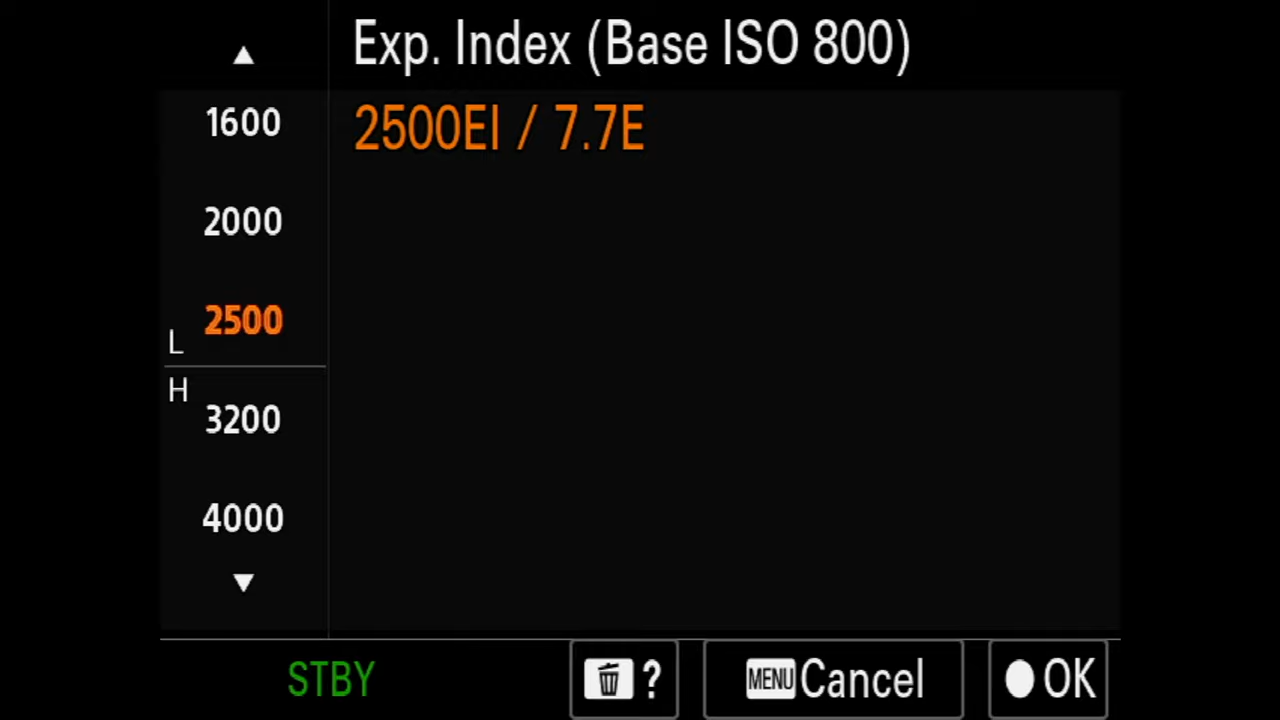 Exp. Index (Base ISO 800)
2500EI / 7.7E
1600
2000
2500
L
H
3200
4000
STBY
?
MENU Cancel
OK